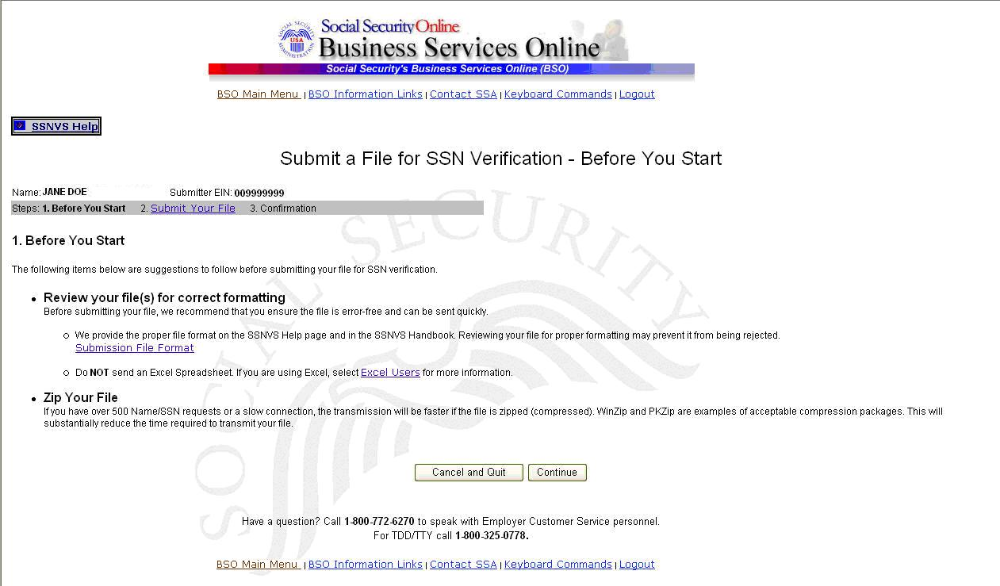 Social Security Online
Business Services Online
SOCIAL SECURITY ADMINISTRATION
USA
Social Security's Business Services Online (BSO)
BSO Main Menu | BSO Information Links | Contact SSA | Keyboard Commands | Logout
SSNVS Help
Submit a File for SSN Verification - Before You Start
Name: JANE DOE Submitter EIN: 009999999
Steps: 1. Before You Start 2. Submit Your File 3. Confirmation
1. Before You Start
The following items below are suggestions to follow before submitting your file for SSN verification.
Review your file(s) for correct formatting
Before submitting your file, we recommend that you ensure the file is error-free and can be sent quickly.
We provide the proper file format on the SSNVS Help page and in the SSNVS Handbook. Reviewing your file for proper formatting may prevent it from being rejected.
Submission File Format
Do NOT send an Excel Spreadsheet. If you are using Excel, select Excel Users for more information.
Zip Your File
If you have over 500 Name/SSN requests or a slow connection, the transmission will be faster if the file is zipped (compressed). WinZip and PKZip are examples of acceptable compression packages. This will
substantially reduce the time required to transmit your file.
Cancel and Quit Continue
Have a question? Call 1-800-772-6270 to speak with Employer Customer Service personnel.
For TDD/TTY call 1-800-325-0778.
BSO Main Menu | BSO Information Links | Contact SSA | Keyboard Commands | Logout
SOCIAL SECURITY